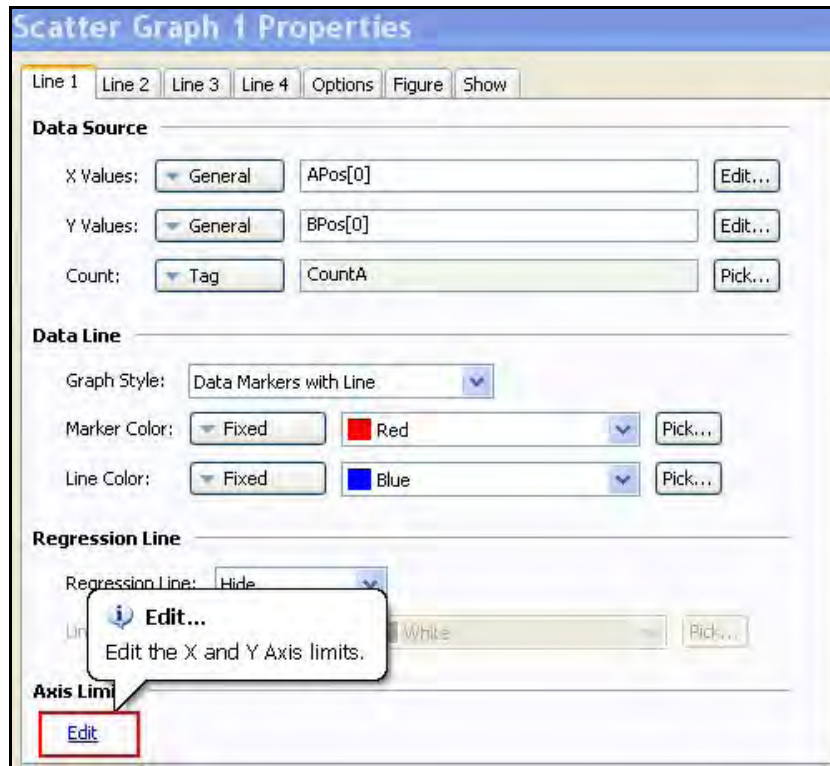 Scatter Graph 1 Properties
Line 1 Line 2 Line 3 Line 4 Options Figure Show
Data Source
X Values: General APos[0] Edit...
Y Values: General BPos[0] Edit...
Count: Tag CountA Pick...
Data Line
Graph Style: Data Markers with Line
Marker Color: Fixed Red Pick...
Line Color: Fixed Blue Pick...
Regression Line
Regression Line: Hide
Edit...
White Pick...
Edit the X and Y Axis limits.
Axis
Edit